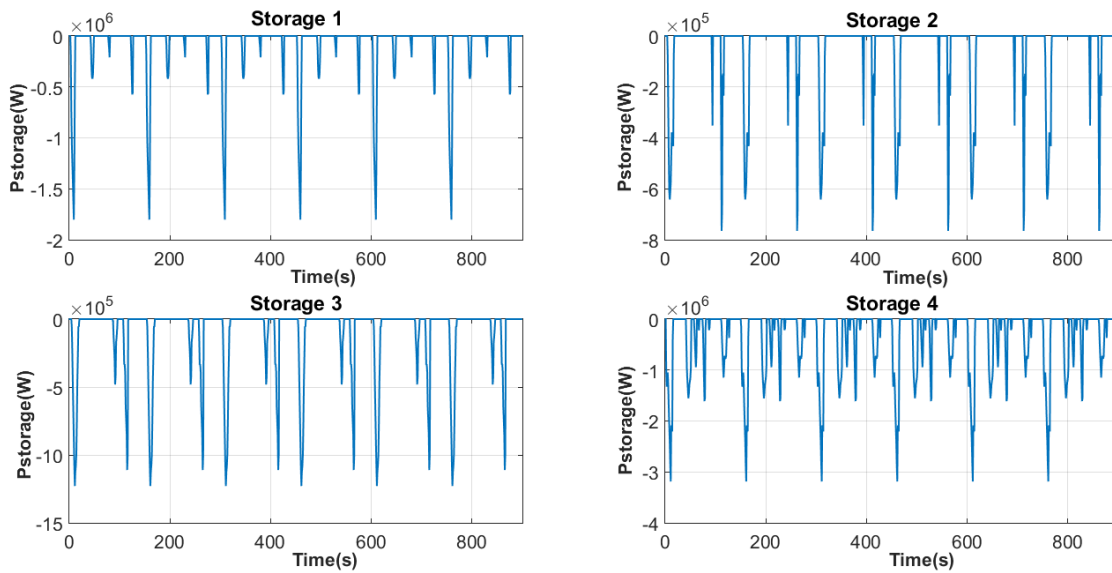 Storage 1
×10^6
0
-0.5
-1
-1.5
-2
Pstorage(W)
0 200 400 600 800
Time(s)
Storage 2
×10^5
0
-2
-4
-6
-8
Pstorage(W)
0 200 400 600 800
Time(s)
Storage 3
×10^5
0
-5
-10
-15
Pstorage(W)
0 200 400 600 800
Time(s)
Storage 4
×10^6
0
-1
-2
-3
-4
Pstorage(W)
0 200 400 600 800
Time(s)